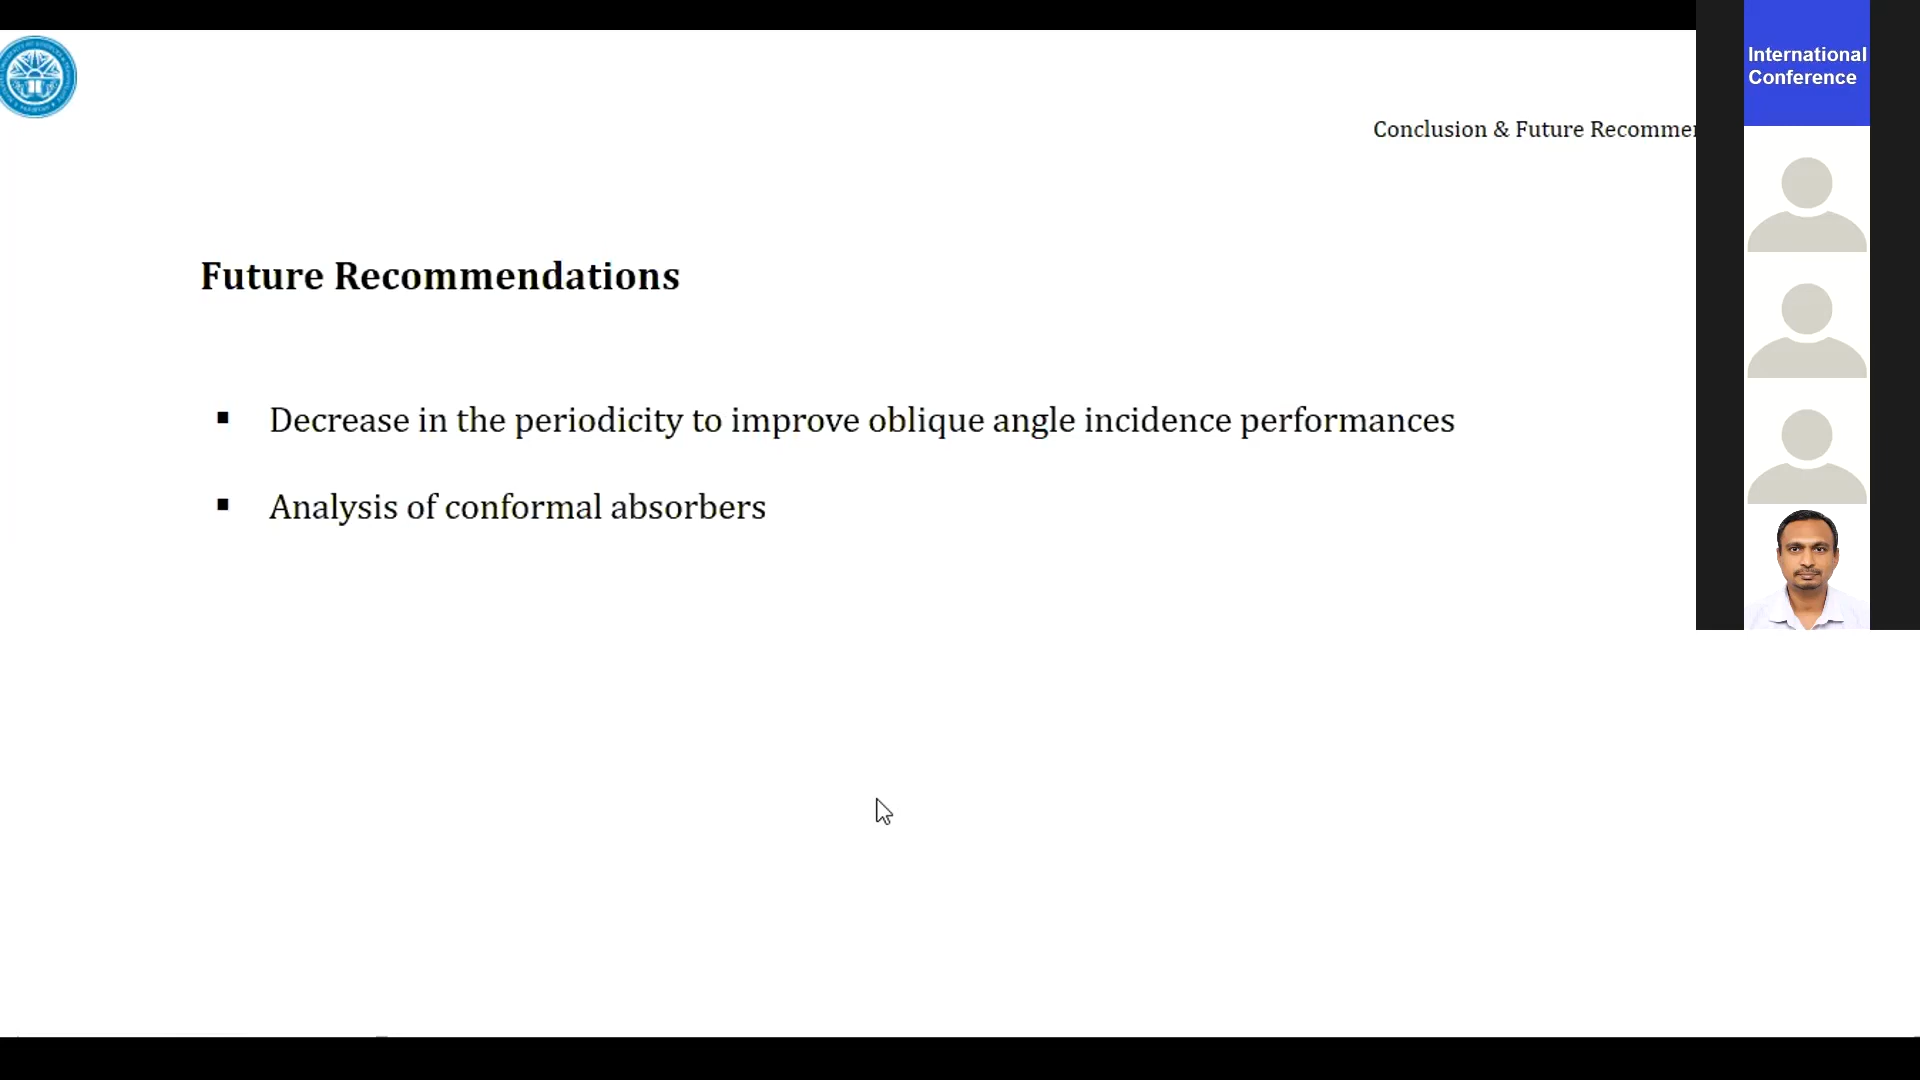 International
Conference
Conclusion & Future Recommen
Future Recommendations
▪ Decrease in the periodicity to improve oblique angle incidence performances
▪ Analysis of conformal absorbers